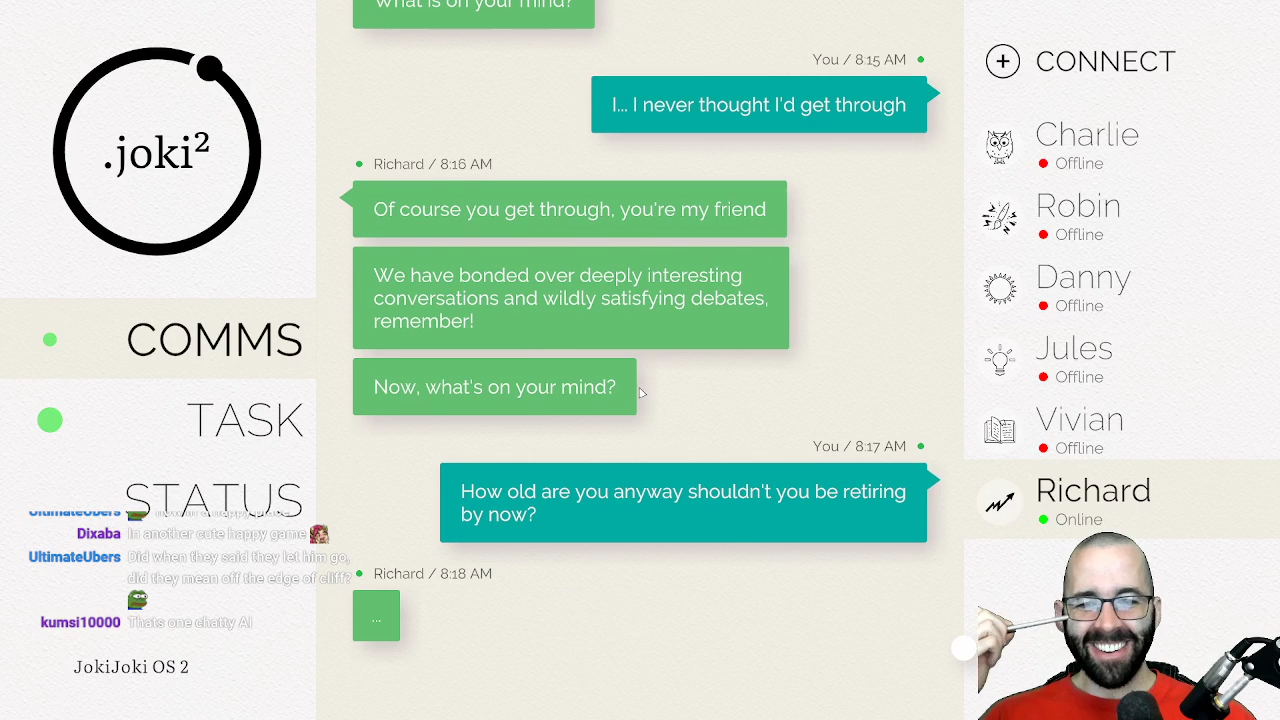 .joki²
COMMS
TASK
STATUS
UltimateUbers
Dixaba In another cute happy game
UltimateUbers Did when they said they let him go,
did they mean off the edge of cliff?
kumsi10000 Thats one chatty AI
JokiJoki OS 2
What is on your mind?
You / 8:15 AM
I... I never thought I'd get through
Richard / 8:16 AM
Of course you get through, you're my friend
We have bonded over deeply interesting
conversations and wildly satisfying debates,
remember!
Now, what's on your mind?
You / 8:17 AM
How old are you anyway shouldn't you be retiring
by now?
Richard / 8:18 AM
...
CONNECT
Charlie
Offline
Robin
Offline
Danny
Offline
Jules
Offline
Vivian
Offline
Richard
Online